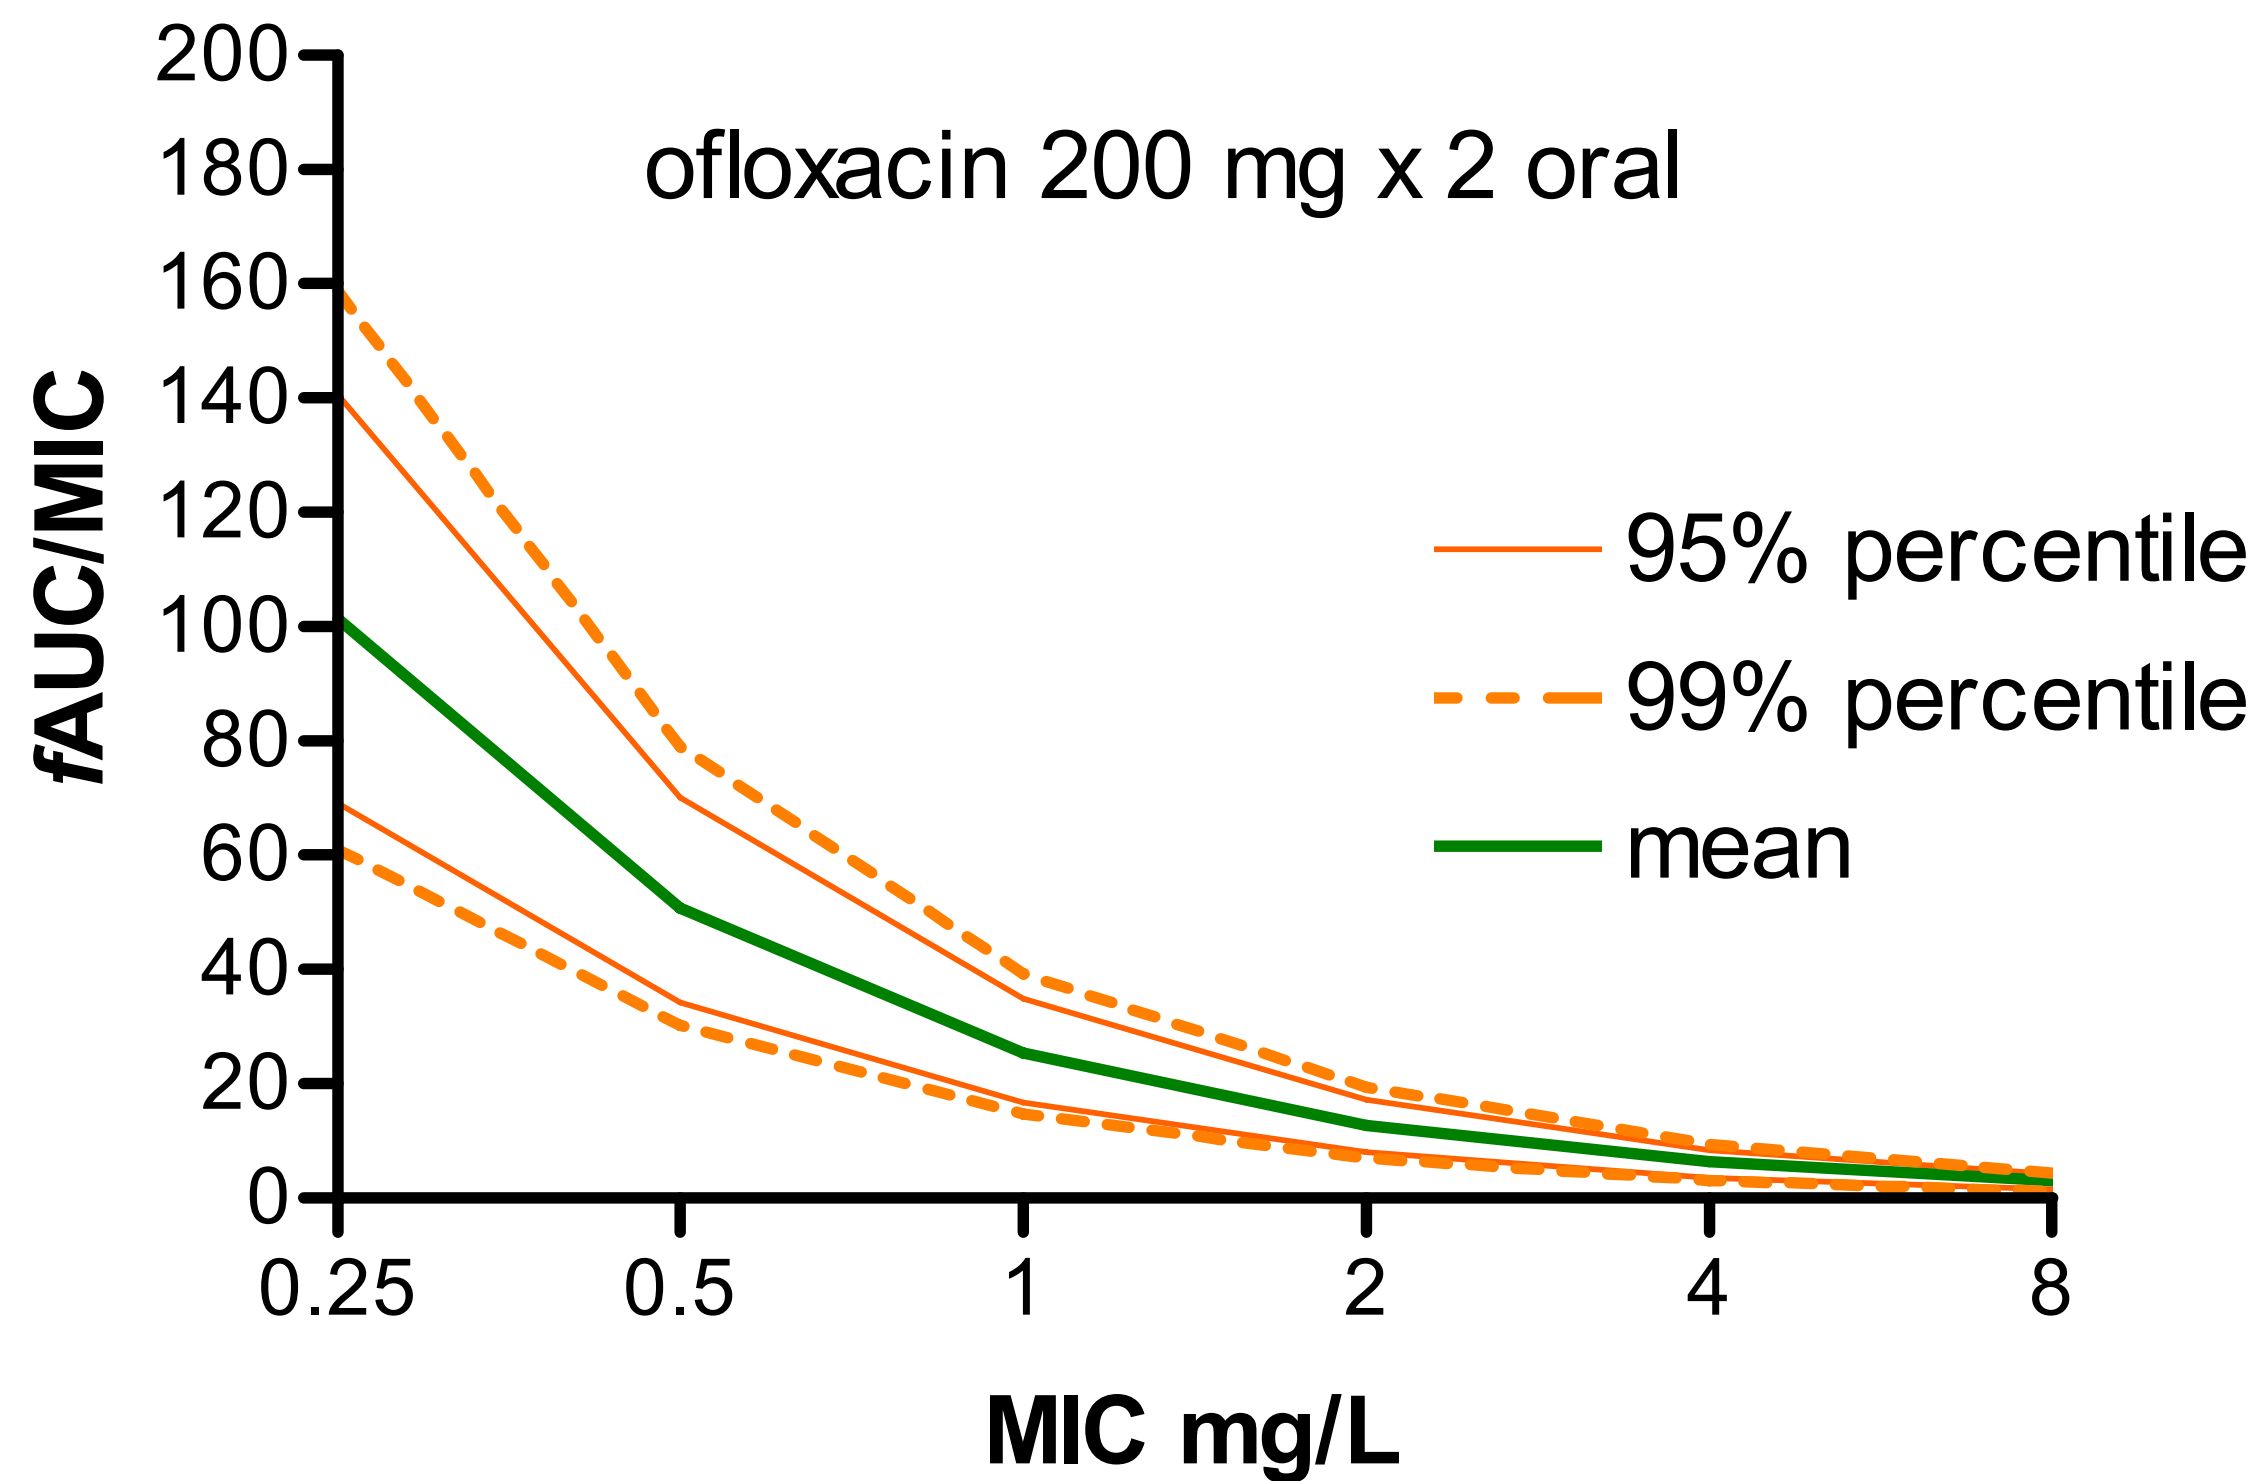 200
180
160
140
120
100
80
60
40
20
0
fAUC/MIC
ofloxacin 200 mg x 2 oral
95% percentile
99% percentile
mean
0.25 0.5 1 2 4 8
MIC mg/L